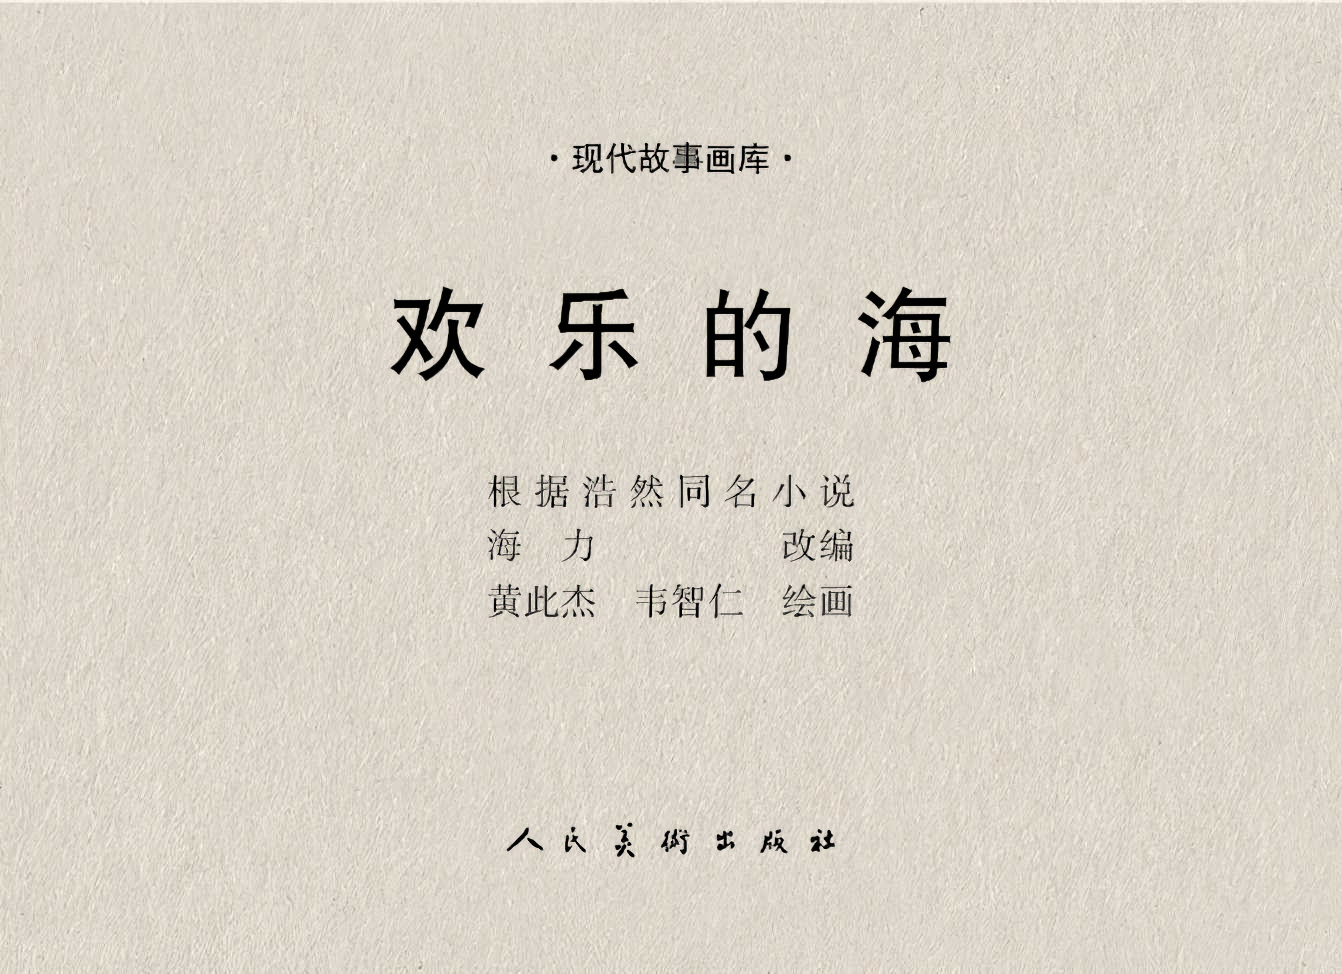 ·现代故事画库·
欢乐的海
根据浩然同名小说
海 力 改编
黄此杰 韦智仁 绘画
人民美術出版社